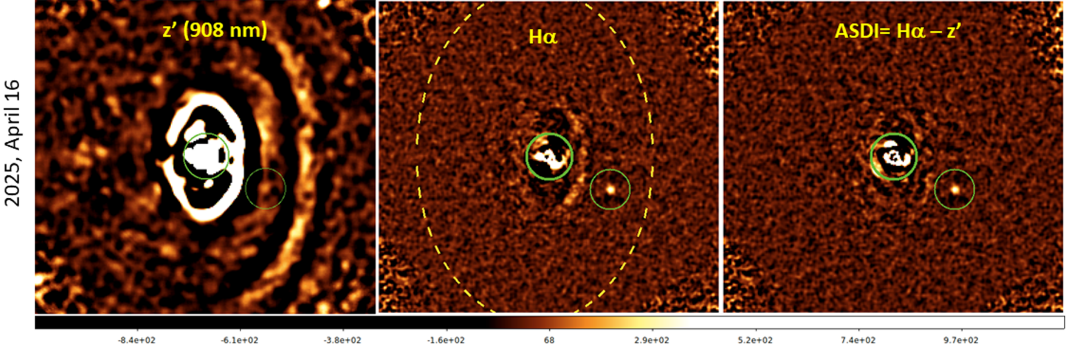 2025, April 16
z’ (908 nm)
Hα
ASDI= Hα – z’
-8.4e+02 -6.1e+02 -3.8e+02 -1.6e+02 68 2.9e+02 5.2e+02 7.4e+02 9.7e+02